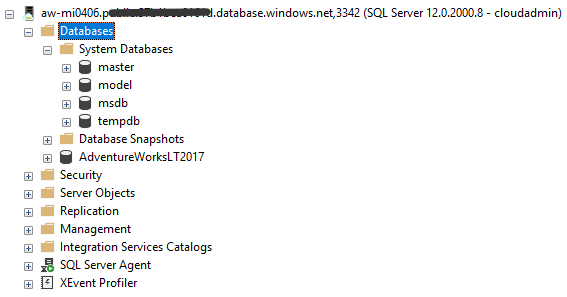 aw-mi0406. d.database.windows.net,3342 (SQL Server 12.0.2000.8 - cloudadmin)
Databases
System Databases
master
model
msdb
tempdb
Database Snapshots
AdventureWorksLT2017
Security
Server Objects
Replication
Management
Integration Services Catalogs
SQL Server Agent
XEvent Profiler